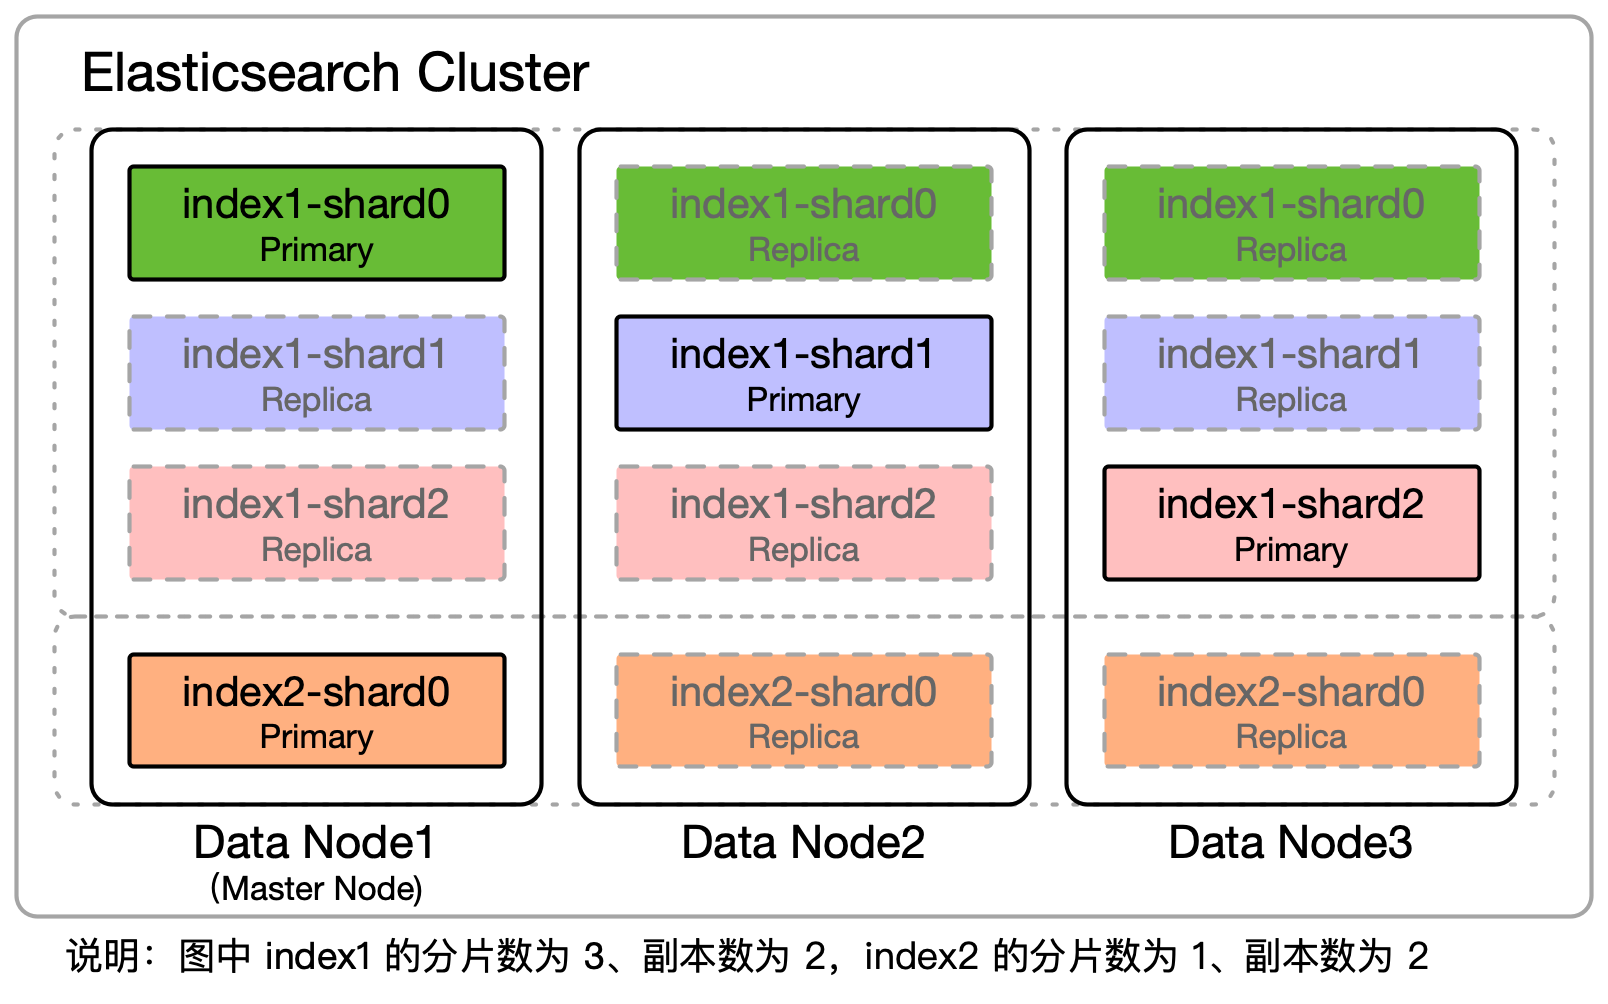 Elasticsearch Cluster
index1-shard0
Primary
index1-shard1
Replica
index1-shard2
Replica
index2-shard0
Primary
Data Node1
(Master Node)
index1-shard0
Replica
index1-shard1
Primary
index1-shard2
Replica
index2-shard0
Replica
Data Node2
index1-shard0
Replica
index1-shard1
Replica
index1-shard2
Primary
index2-shard0
Replica
Data Node3
说明：图中 index1 的分片数为 3、副本数为 2，index2 的分片数为 1、副本数为 2